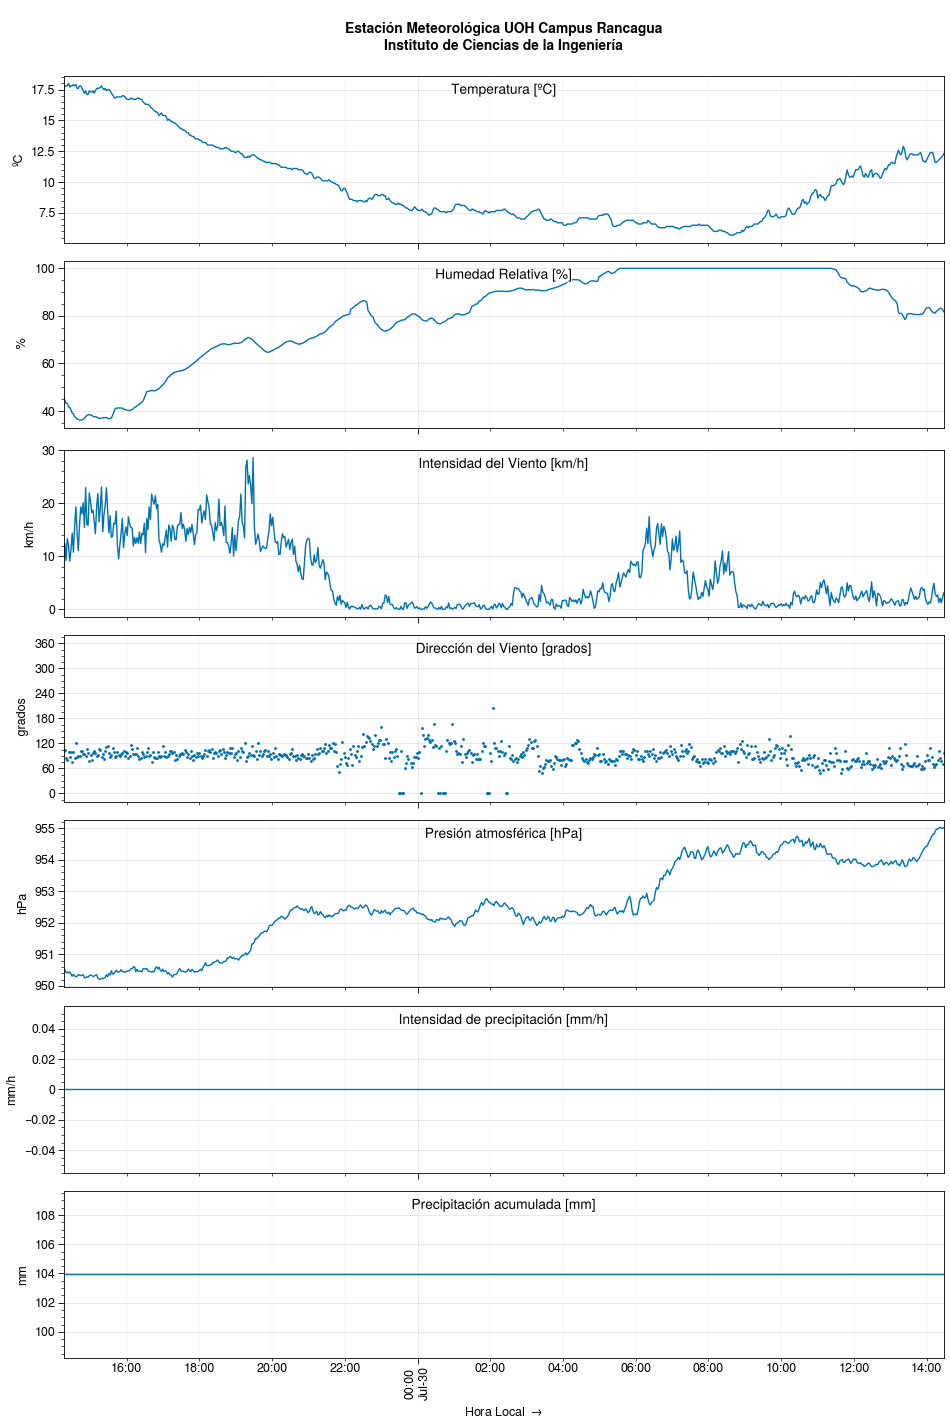 Estación Meteorológica UOH Campus Rancagua
Instituto de Ciencias de la Ingeniería
Temperatura [ºC]
17.5
15
12.5
10
7.5
ºC
Humedad Relativa [%]
100
80
60
40
%
Intensidad del Viento [km/h]
30
20
10
0
km/h
Dirección del Viento [grados]
360
300
240
180
120
60
0
grados
Presión atmosférica [hPa]
955
954
953
952
951
950
hPa
Intensidad de precipitación [mm/h]
0.04
0.02
0
−0.02
−0.04
mm/h
Precipitación acumulada [mm]
108
106
104
102
100
mm
16:00 18:00 20:00 22:00 00:00 02:00 04:00 06:00 08:00 10:00 12:00 14:00
Jul-30
Hora Local →